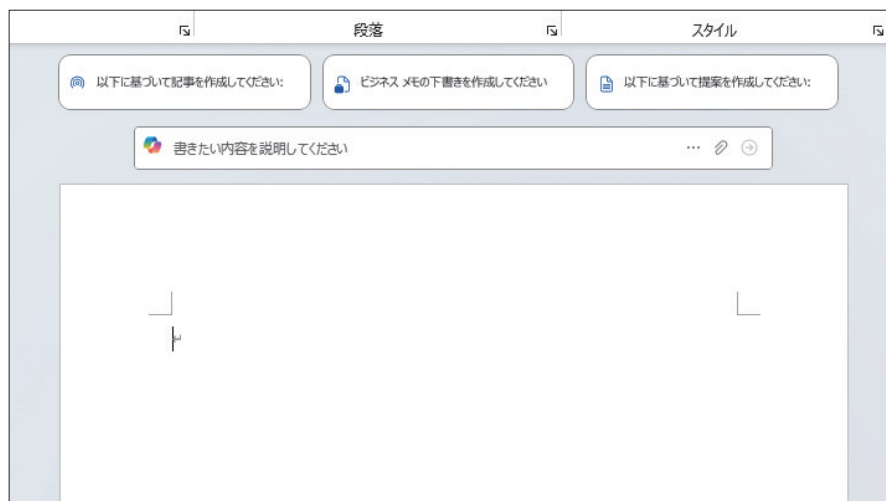 段落
スタイル
以下に基づいて記事を作成してください:
ビジネス メモの下書きを作成してください
以下に基づいて提案を作成してください:
書きたい内容を説明してください